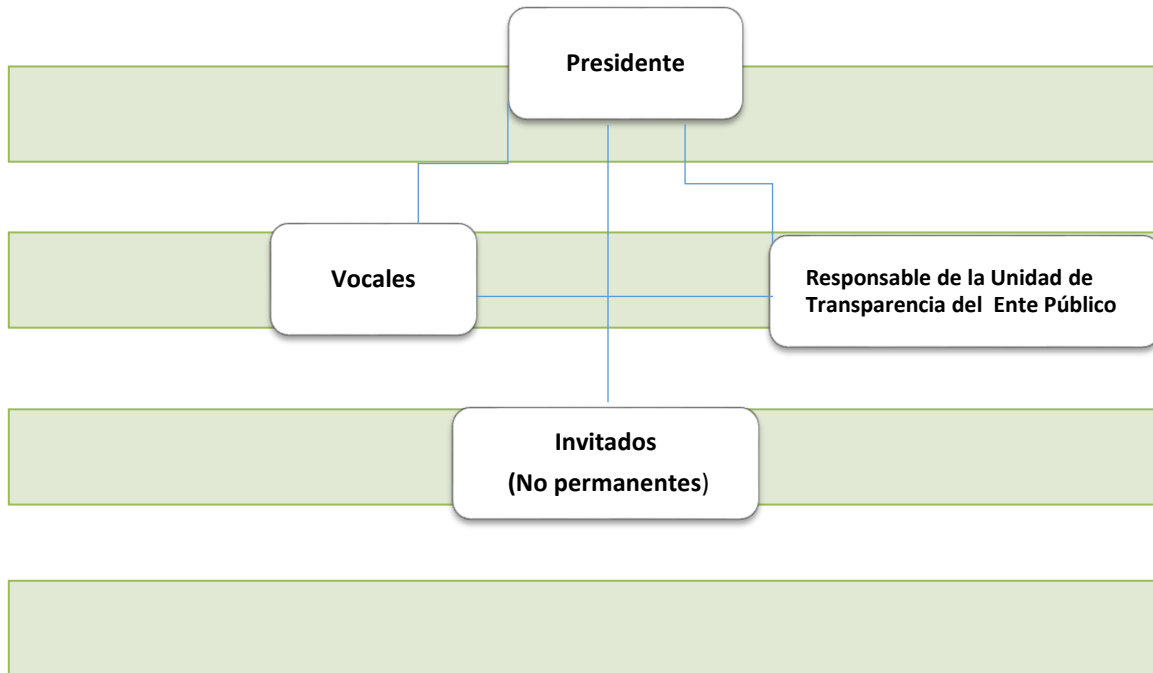 Presidente
Vocales
Responsable de la Unidad de
Transparencia del Ente Público
Invitados
(No permanentes)